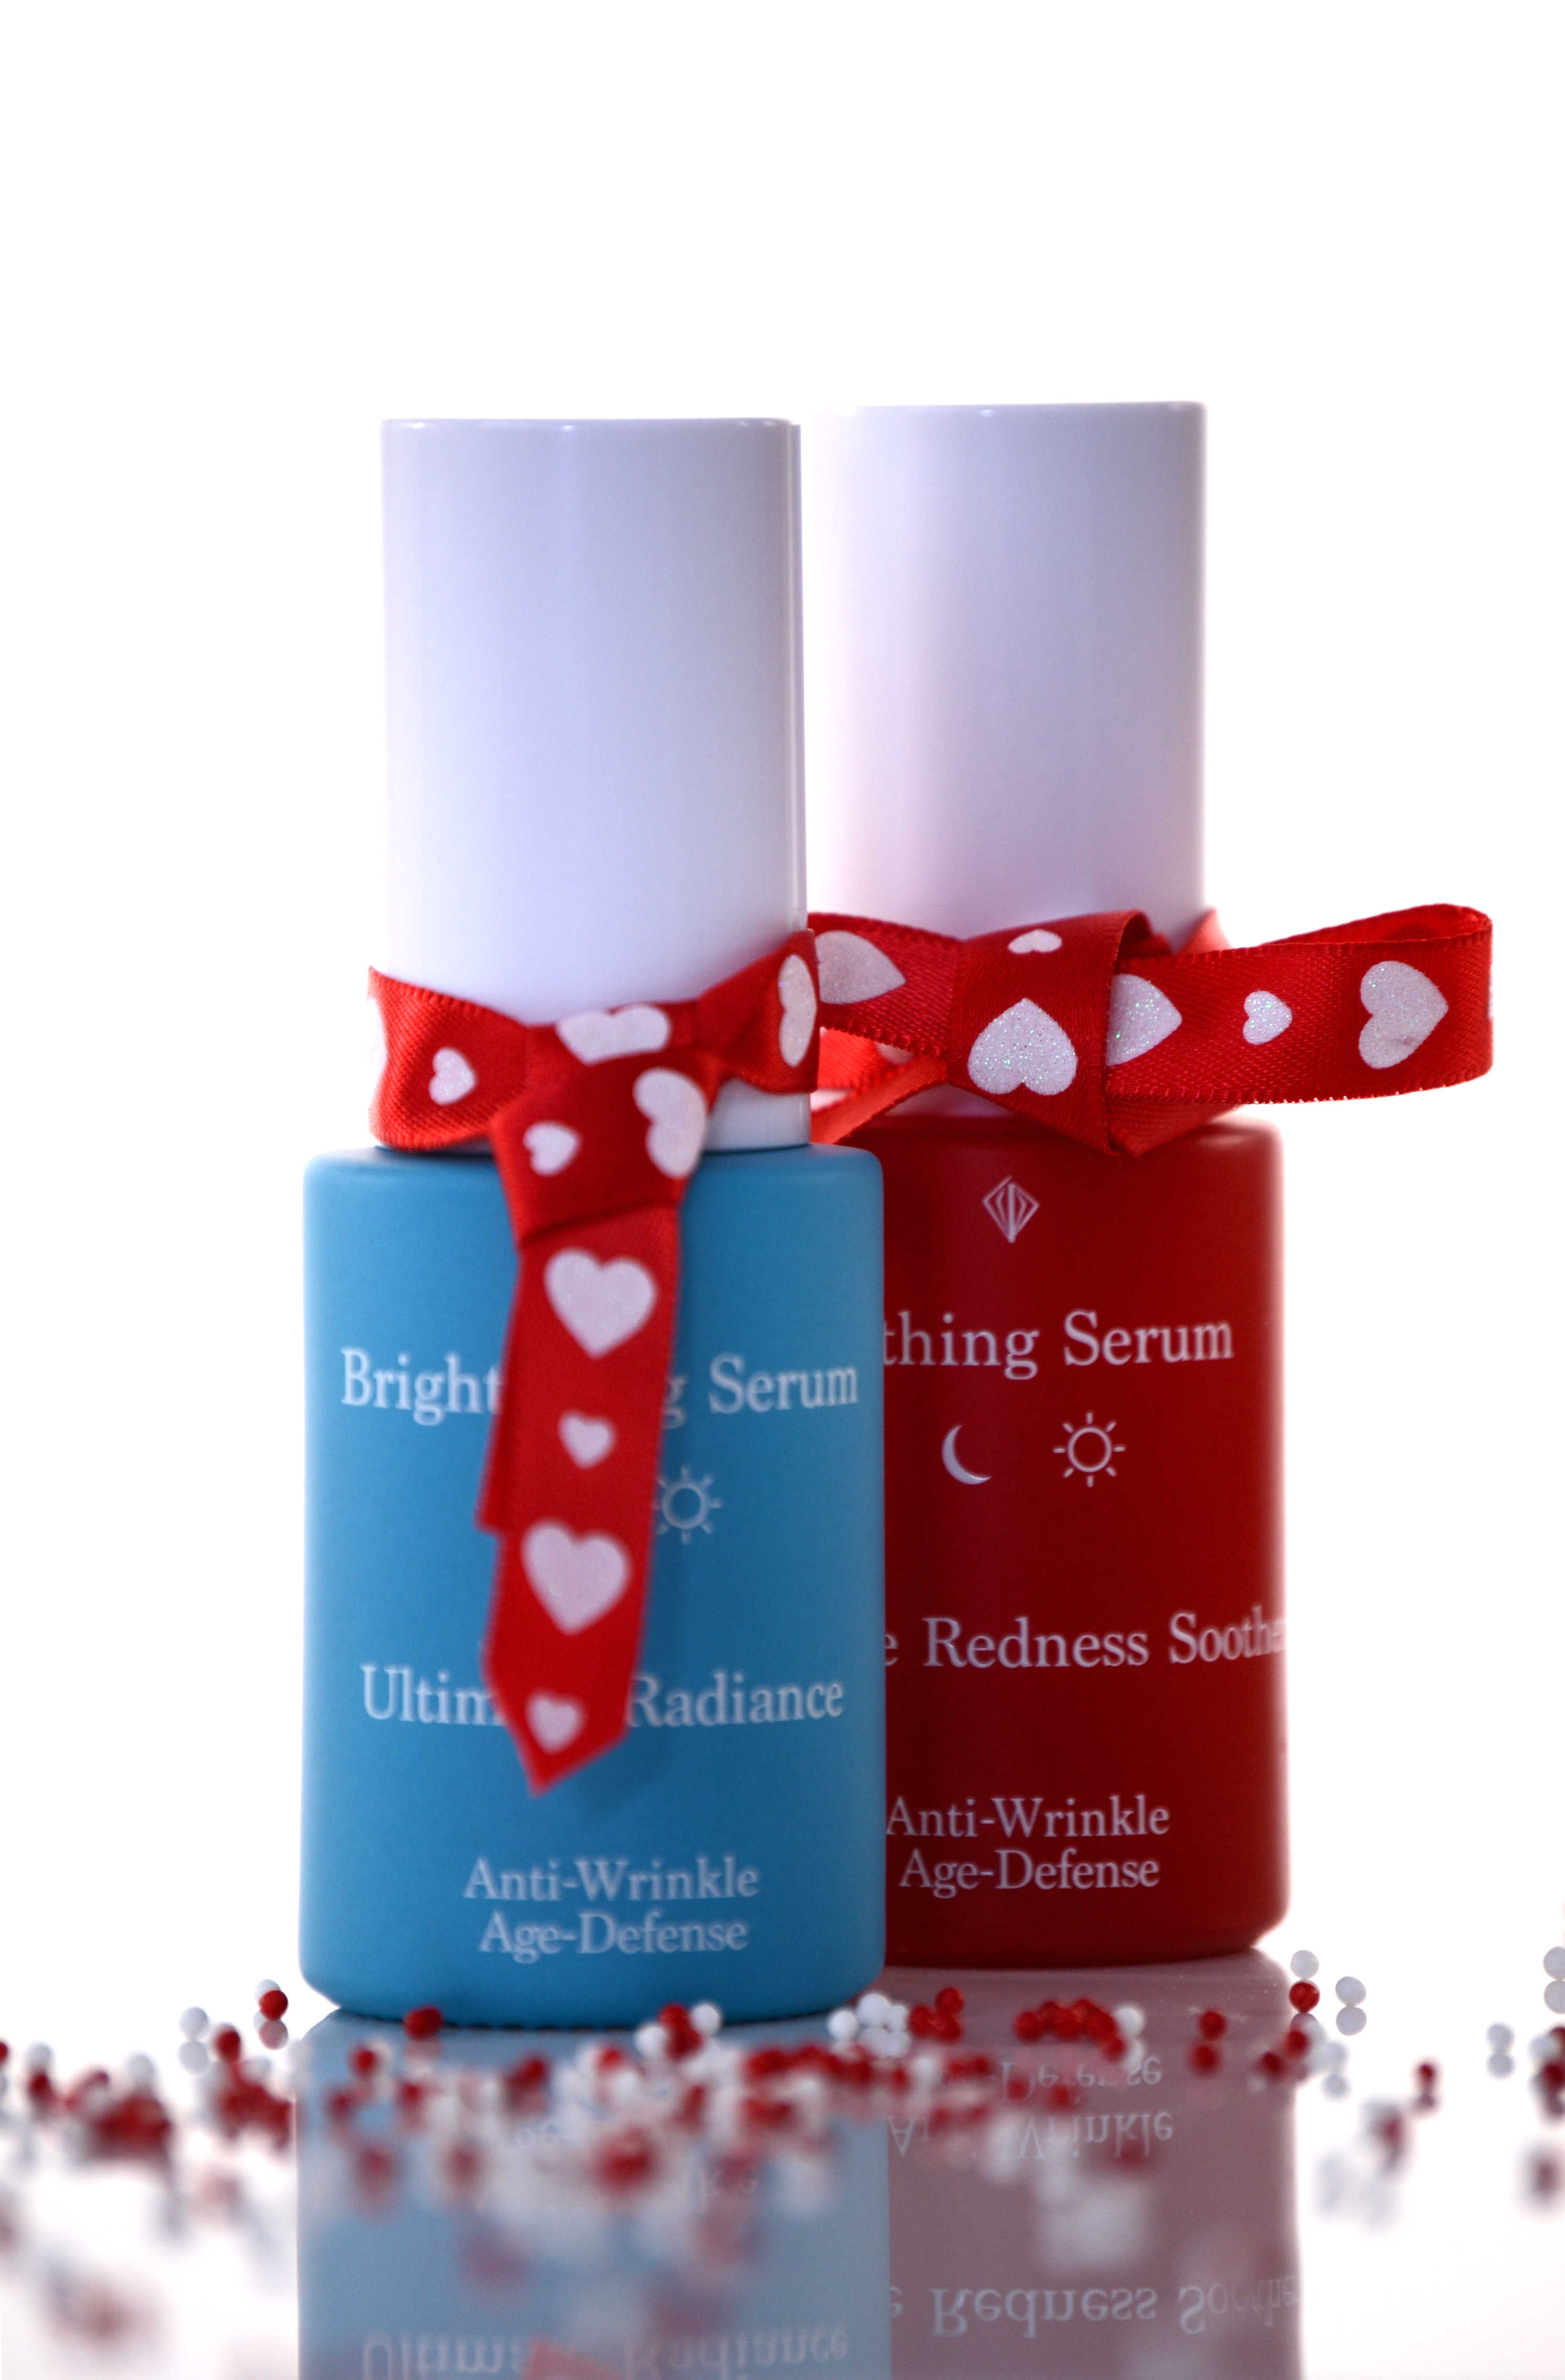 Bright g Serum
Ultim Radiance
Anti-Wrinkle
Age-Defense
thing Serum
e Redness Soothe
Anti-Wrinkle
Age-Defense